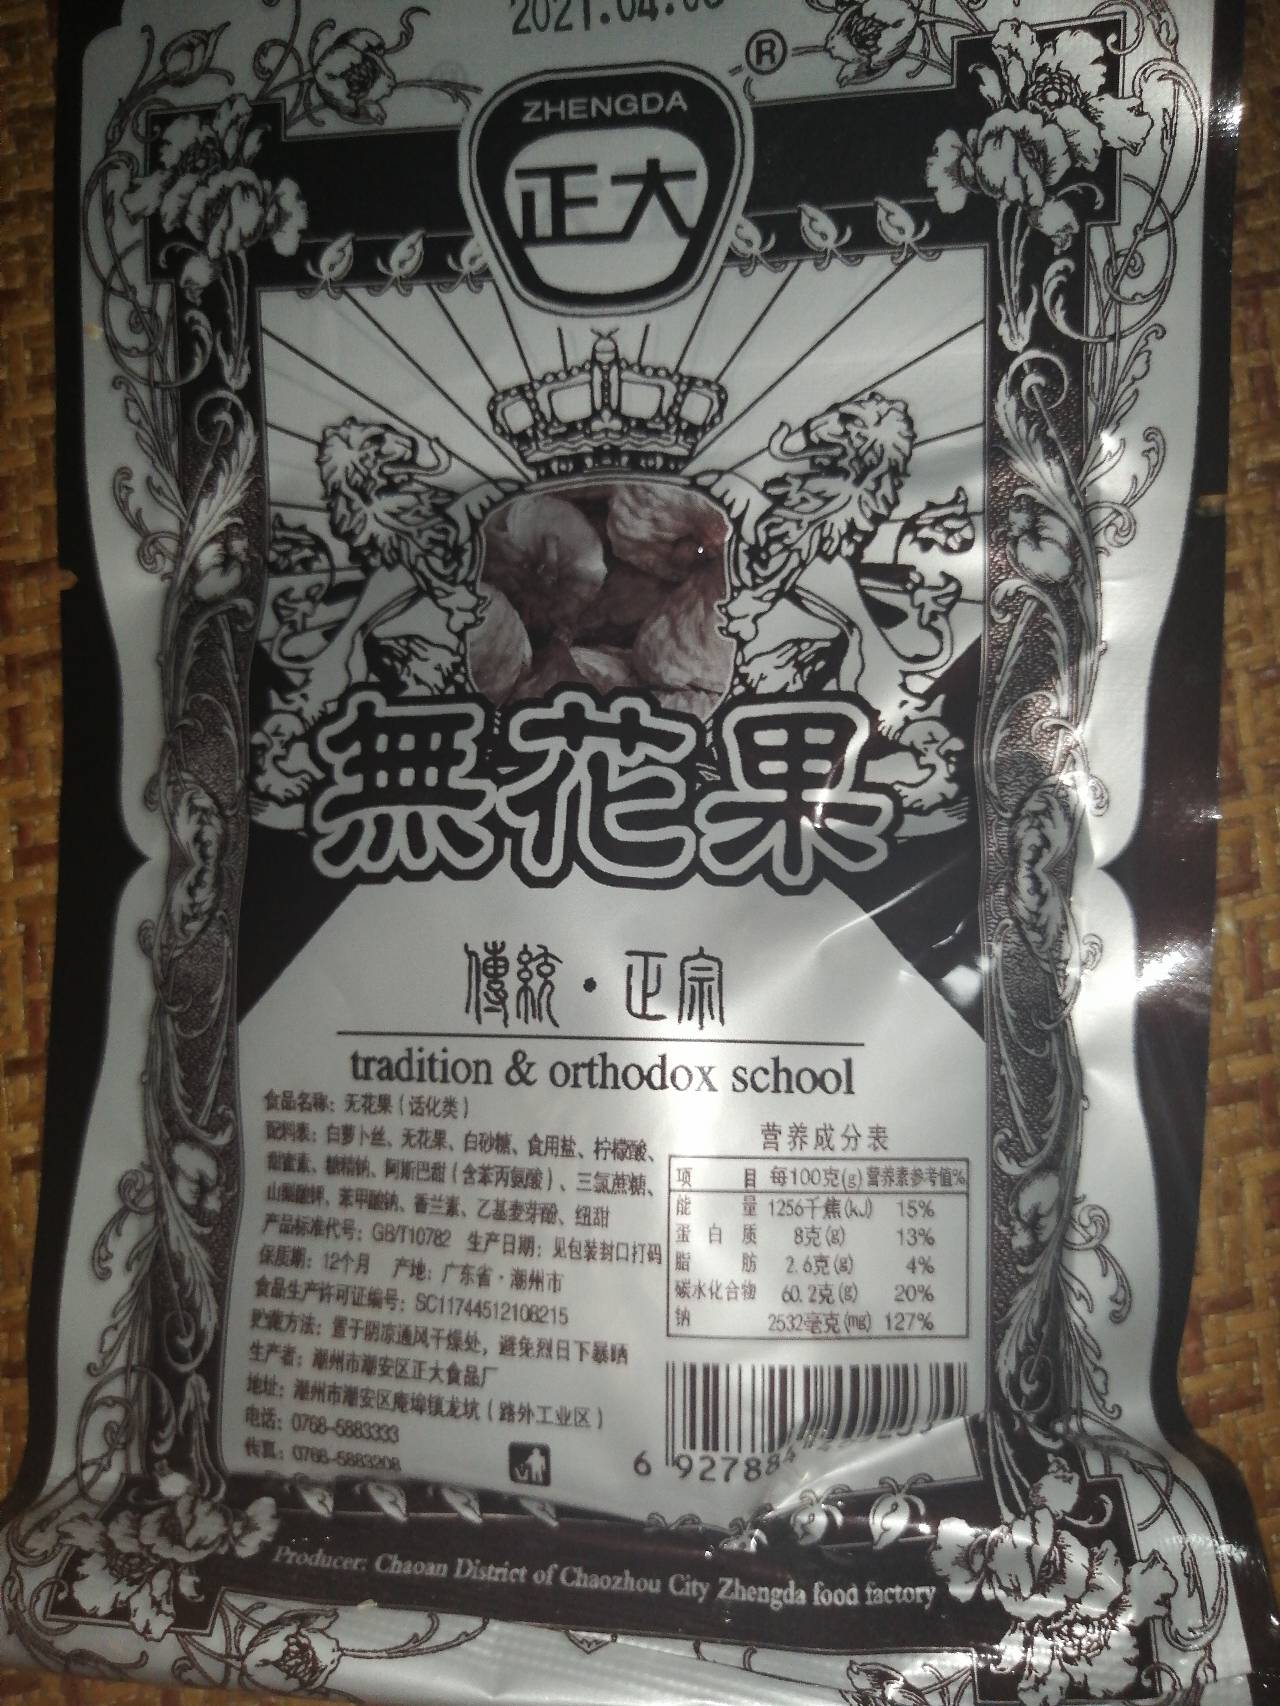 2021.04.03
®
ZHENGDA
正大
無花果
傳統·正宗
tradition & orthodox school
食品名称：无花果（话化类）
配料表：白萝卜丝、无花果、白砂糖、食用盐、柠檬酸、
甜蜜素、糖精钠、阿斯巴甜（含苯丙氨酸）、三氯蔗糖、
山梨酸钾，苯甲酸钠、香兰素、乙基麦芽酚、纽甜
产品标准代号：GB/T10782 生产日期：见包装封口打码
保质期：12个月 产地：广东省·潮州市
食品生产许可证编号：SC11744512108215
贮藏方法：置于阴凉通风干燥处，避免烈日下暴晒
生产者：潮州市潮安区正大食品厂
地址：潮州市潮安区庵埠镇龙坑（路外工业区）
电话：0768-5883333
传真：0768-5883208
营养成分表
项目 每100克(g) 营养素参考值%
能量 1256千焦(kJ) 15%
蛋白质 8克(g) 13%
脂肪 2.6克(g) 4%
碳水化合物 60.2克(g) 20%
钠 2532毫克(mg) 127%
6 927884
Producer: Chaoan District of Chaozhou City Zhengda food factory